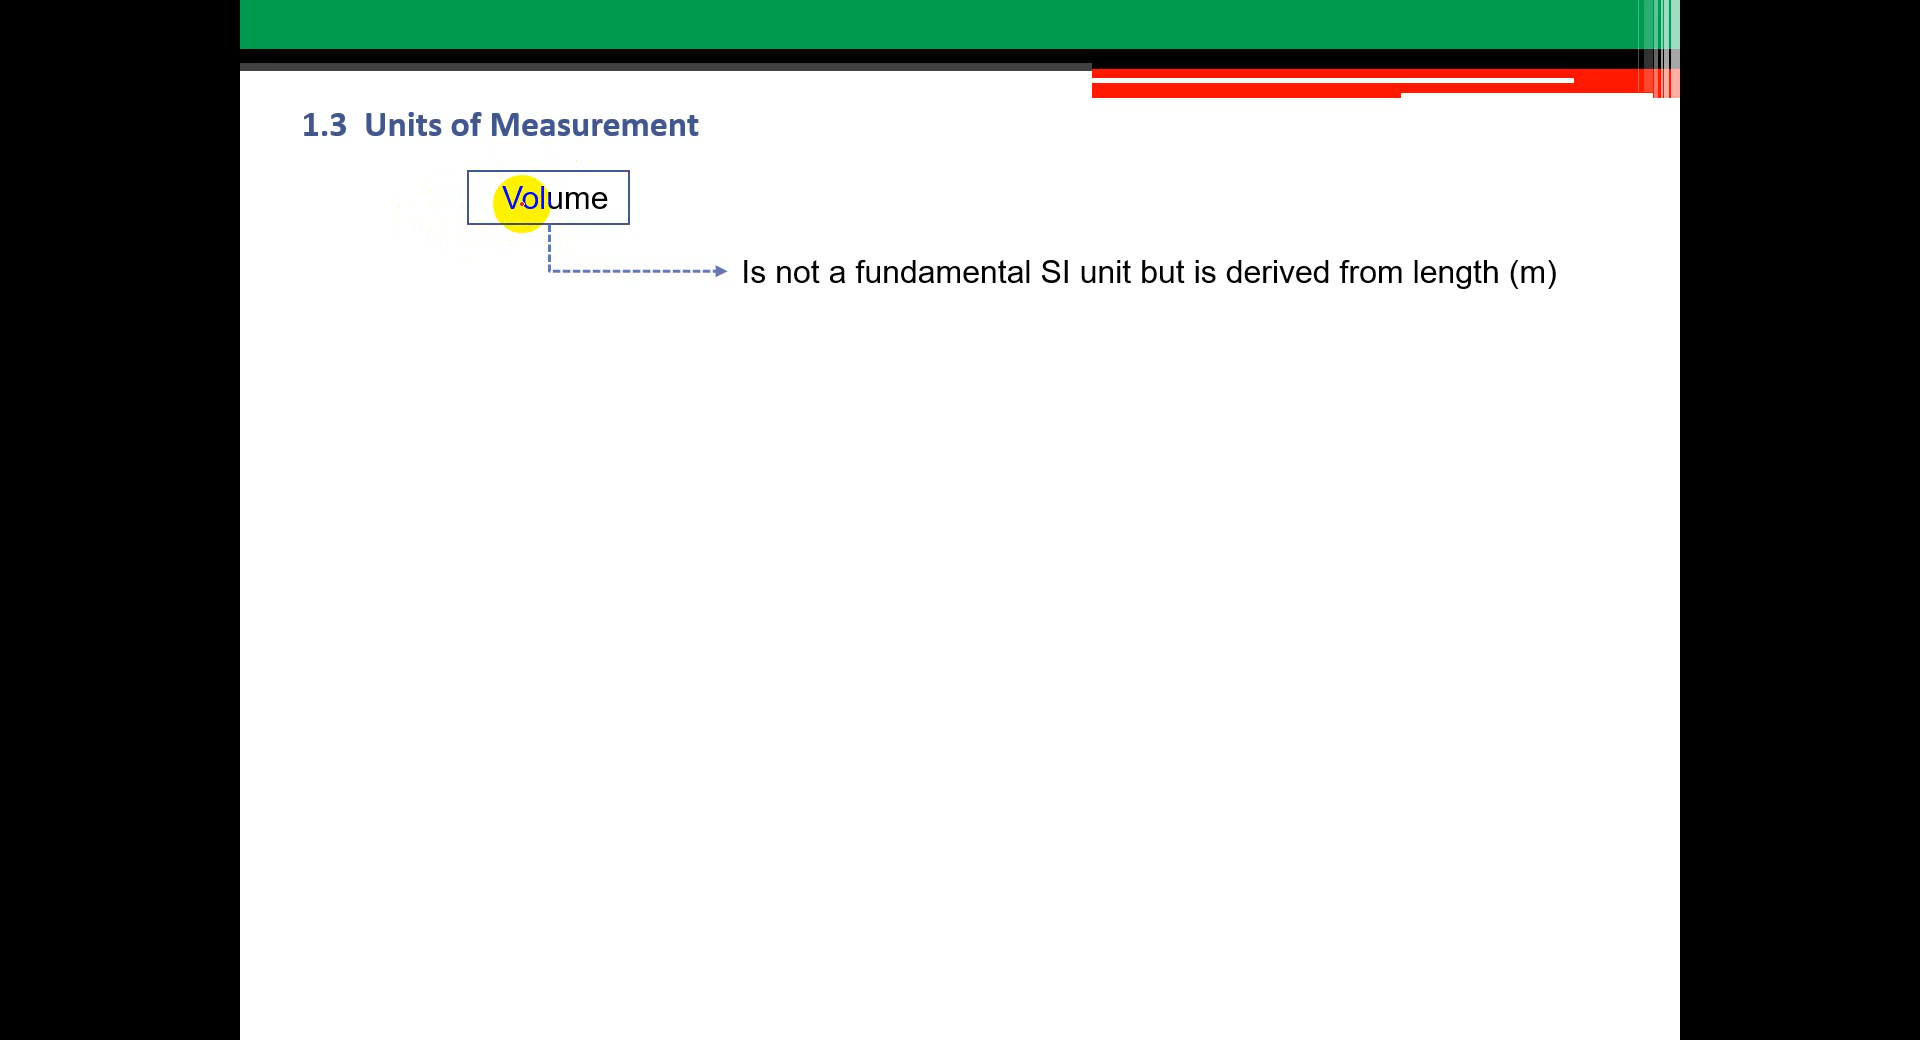 1.3 Units of Measurement
Volume
Is not a fundamental SI unit but is derived from length (m)